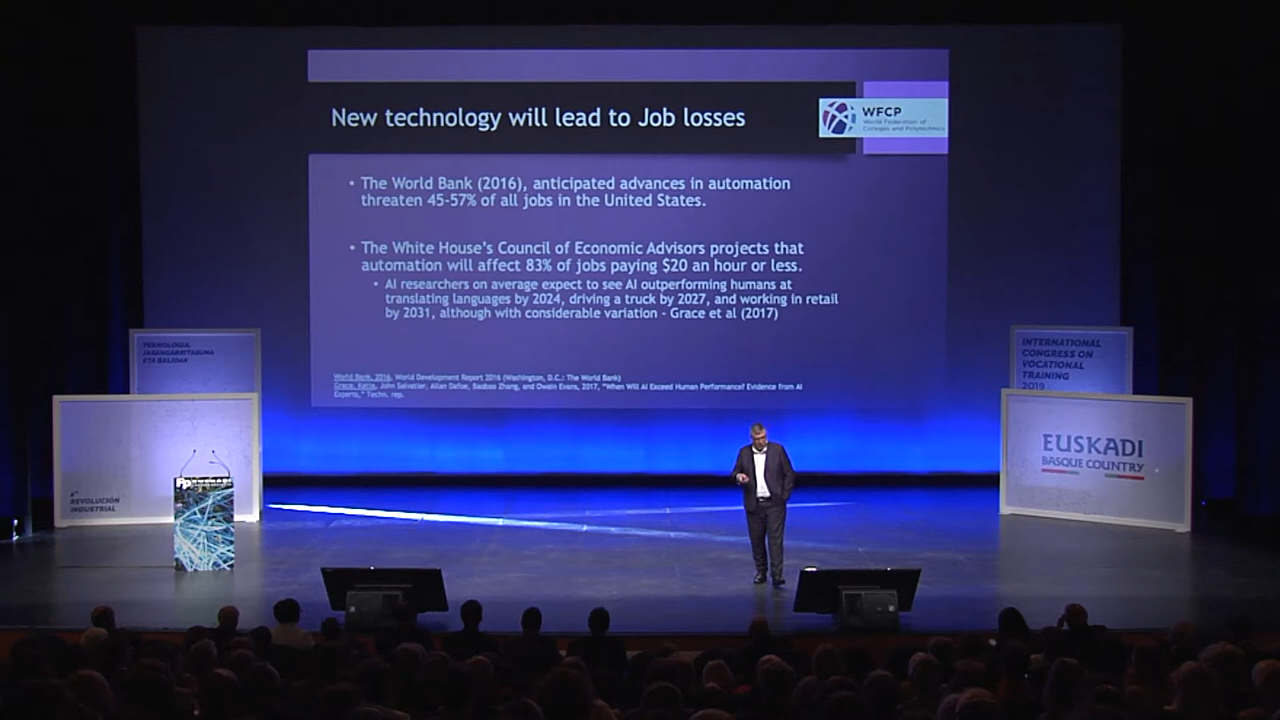 New technology will lead to Job losses
WFCP
World Federation of
Colleges and Polytechnics
• The World Bank (2016), anticipated advances in automation
threaten 45-57% of all jobs in the United States.
• The White House's Council of Economic Advisors projects that
automation will affect 83% of jobs paying $20 an hour or less.
• AI researchers on average expect to see AI outperforming humans at
translating languages by 2024, driving a truck by 2027, and working in retail
by 2031, although with considerable variation - Grace et al (2017)
World Bank, 2016, World Development Report 2016 (Washington, D.C.: The World Bank)
Grace, Katja, John Salvatier, Allan Dafoe, Baobao Zhang, and Owain Evans, 2017, "When Will AI Exceed Human Performance? Evidence from AI
Experts," Techn. rep.
TEKNOLOGIA,
JASANGARRITASUNA
ETA BALIOAK
4ª
REVOLUCIÓN
INDUSTRIAL
INTERNATIONAL
CONGRESS ON
VOCATIONAL
TRAINING
2019
EUSKADI
BASQUE COUNTRY
Fp EUSKADI